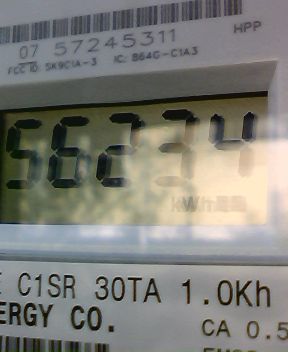 07 57245311
HPP
FCC ID: SK9C1A-3 IC: 864G-C1A3
56234
kWh
C1SR 30TA 1.0Kh
ERGY CO.
CA 0.5